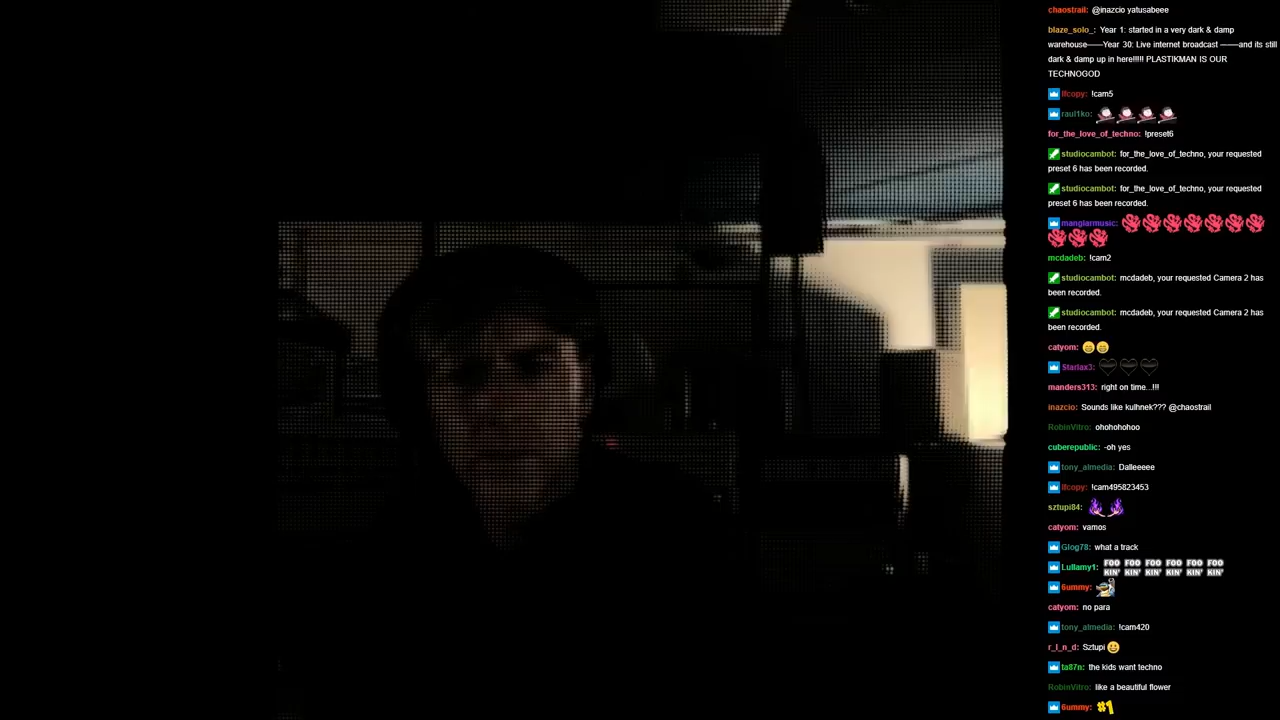 chaostrail: @inazcio yatusabeee
blaze_solo_: Year 1: started in a very dark & damp
warehouse——Year 30: Live internet broadcast ——and its still
dark & damp up in here!!!!! PLASTIKMAN IS OUR
TECHNOGOD
ffcopy: !cam5
raul1ko:
for_the_love_of_techno: !preset6
studiocambot: for_the_love_of_techno, your requested
preset 6 has been recorded.
studiocambot: for_the_love_of_techno, your requested
preset 6 has been recorded.
manglarmusic:
mcdadeb: !cam2
studiocambot: mcdadeb, your requested Camera 2 has
been recorded.
studiocambot: mcdadeb, your requested Camera 2 has
been recorded.
catyom:
Starlax3:
manders313: right on time...!!!
inazcio: Sounds like kulhnek??? @chaostrail
RobinVitro: ohohohohoo
cuberepublic: -oh yes
tony_almedia: Dalleeeee
ffcopy: !cam495823453
sztupi84:
catyom: vamos
Glog78: what a track
Lullamy1: FOO KIN' FOO KIN' FOO KIN' FOO KIN' FOO KIN' FOO KIN'
6ummy:
catyom: no para
tony_almedia: !cam420
r_l_n_d: Sztupi
ta87n: the kids want techno
RobinVitro: like a beautiful flower
6ummy: #1